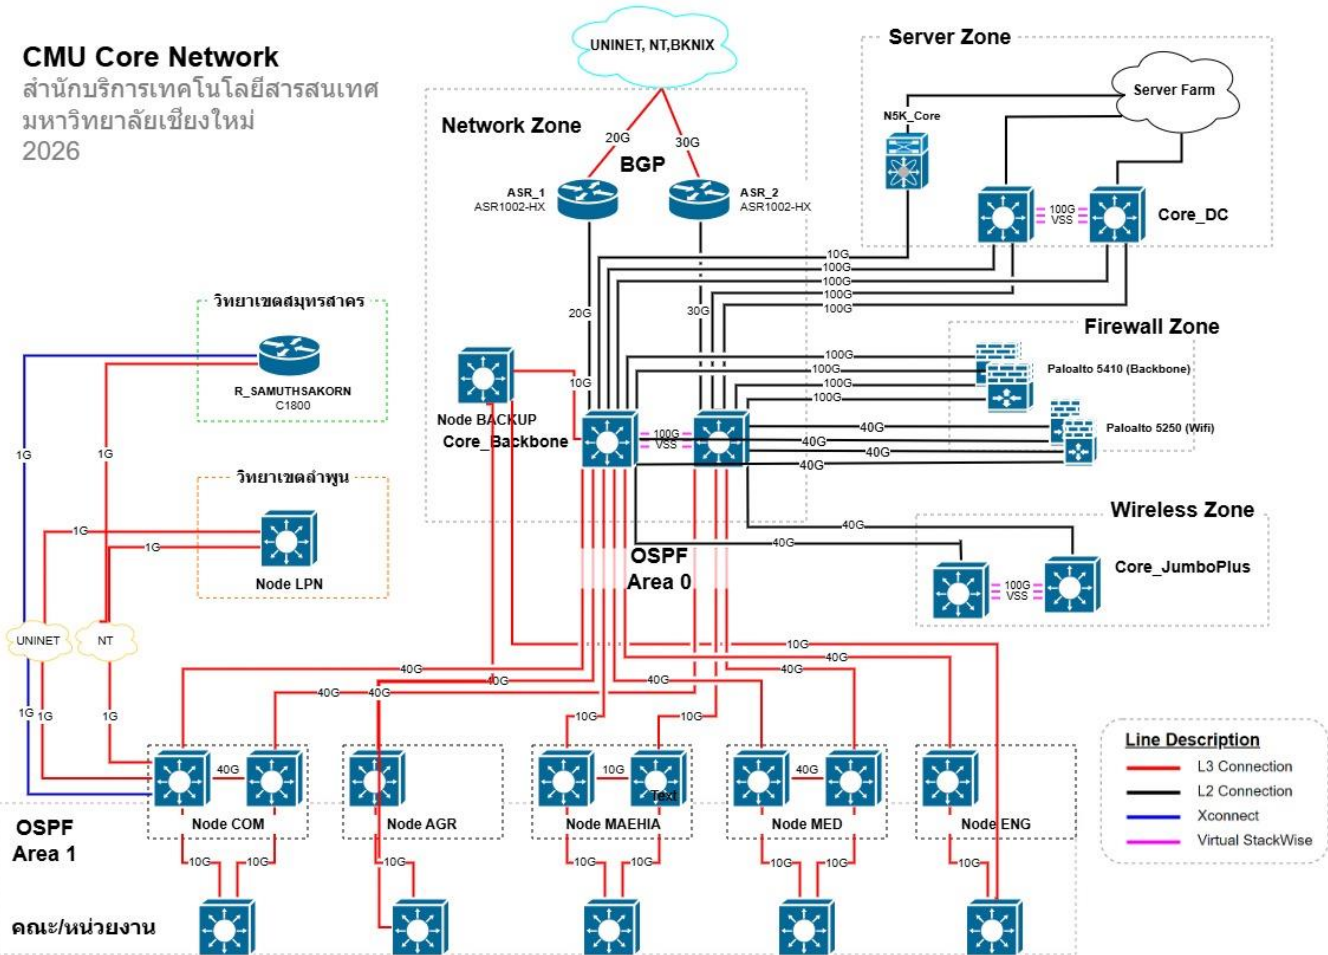 CMU Core Network
สำนักบริการเทคโนโลยีสารสนเทศ
มหาวิทยาลัยเชียงใหม่
2026
UNINET, NT,BKNIX
Server Zone
Server Farm
N5K_Core
100G
VSS
Core_DC
Network Zone
20G
30G
BGP
ASR_1
ASR1002-HX
ASR_2
ASR1002-HX
10G
100G
100G
100G
100G
20G
30G
วิทยาเขตสมุทรสาคร
R_SAMUTHSAKORN
C1800
Firewall Zone
100G
100G
100G
100G
Paloalto 5410 (Backbone)
10G
Node BACKUP
Core_Backbone
100G
VSS
40G
40G
40G
40G
Paloalto 5250 (Wifi)
1G
1G
วิทยาเขตลำพูน
1G
1G
Node LPN
Wireless Zone
40G
40G
100G
VSS
Core_JumboPlus
OSPF
Area 0
UNINET
NT
10G
40G
40G
40G
40G
40G
40G
40G
1G
1G
1G
10G
10G
40G
10G
40G
Text
Node COM
Node AGR
Node MAEHIA
Node MED
Node ENG
OSPF
Area 1
10G
10G
10G
10G
10G
10G
10G
10G
คณะ/หน่วยงาน
Line Description
L3 Connection
L2 Connection
Xconnect
Virtual StackWise